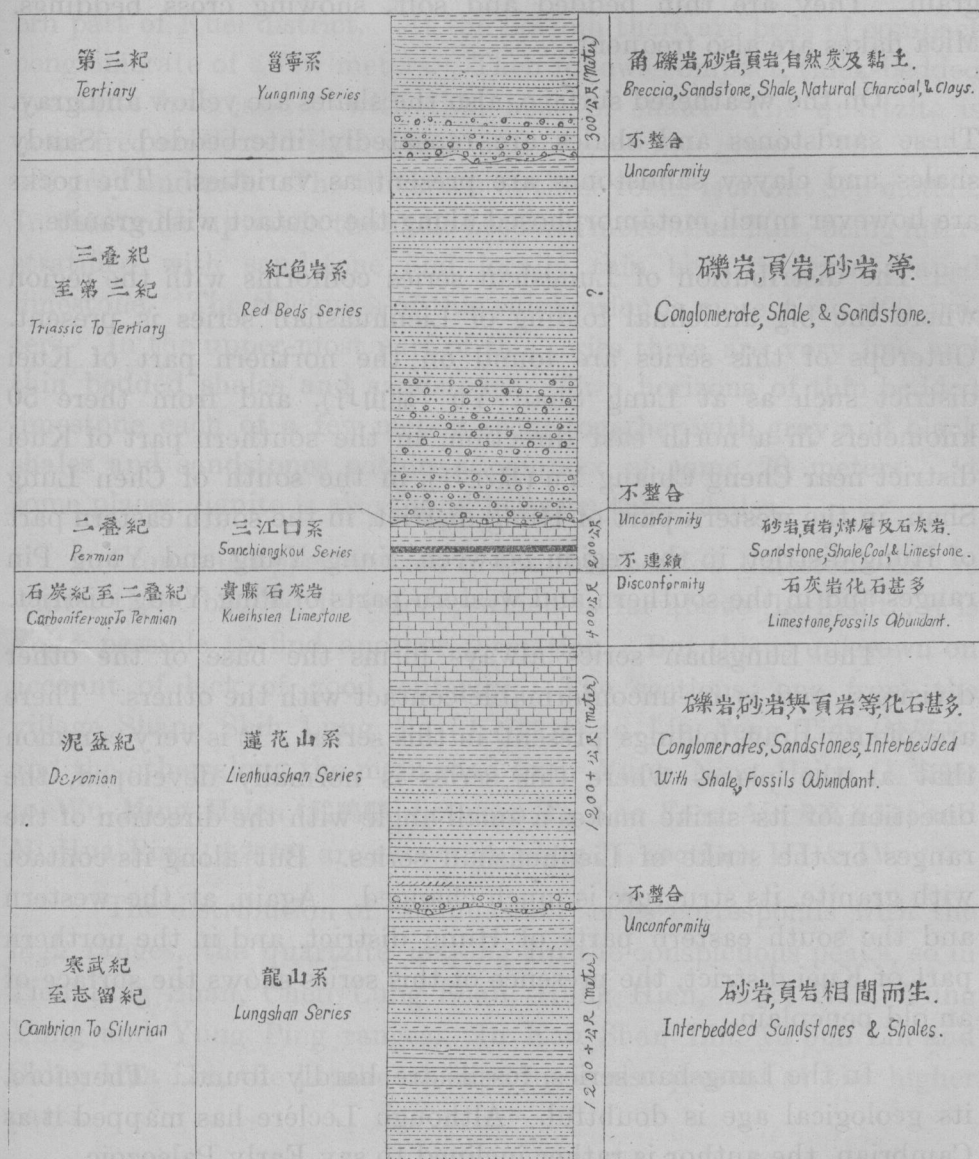 第三紀
Tertiary
邕寧系
Yungning Series
300公尺(Meter)
角礫岩,砂岩,頁岩,自然炭及黏土.
Breccia, Sandstone, Shale, Natural Charcoal, & Clays.
不整合
Unconformity
三疊紀
至第三紀
Triassic To Tertiary
紅色岩系
Red Beds Series
?
礫岩頁岩砂岩等.
Conglomerate, Shale, & Sandstone.
不整合
Unconformity
二疊紀
Permian
三江口系
Sanchiangkou Series
200公尺
砂岩,頁岩,煤層及石灰岩.
Sandstone, Shale, Coal, & Limestone.
不連續
Disconformity
石炭紀至二疊紀
Carboniferous To Permian
貴縣石灰岩
Kueihsien Limestone
400公尺
石灰岩化石甚多
Limestone, Fossils Abundant.
泥盆紀
Devonian
蓮花山系
Lienhuashan Series
1200+公尺(meter)
礫岩,砂岩與頁岩等,化石甚多.
Conglomerates, Sandstones, Interbedded
With Shale, Fossils Abundant.
不整合
Unconformity
寒武紀
至志留紀
Cambrian To Silurian
龍山系
Lungshan Series
1200+公尺(meter)
砂岩,頁岩相間而生.
Interbedded Sandstones & Shales.